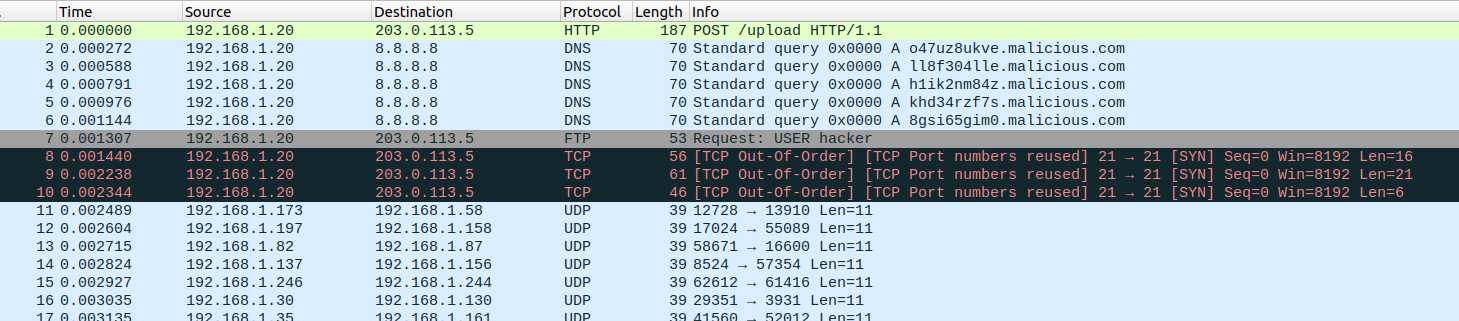 Time Source Destination Protocol Length Info
1 0.000000 192.168.1.20 203.0.113.5 HTTP 187 POST /upload HTTP/1.1
2 0.000272 192.168.1.20 8.8.8.8 DNS 70 Standard query 0x0000 A o47uz8ukve.malicious.com
3 0.000588 192.168.1.20 8.8.8.8 DNS 70 Standard query 0x0000 A ll8f304lle.malicious.com
4 0.000791 192.168.1.20 8.8.8.8 DNS 70 Standard query 0x0000 A h1ik2nm84z.malicious.com
5 0.000976 192.168.1.20 8.8.8.8 DNS 70 Standard query 0x0000 A khd34rzf7s.malicious.com
6 0.001144 192.168.1.20 8.8.8.8 DNS 70 Standard query 0x0000 A 8gsi65gim0.malicious.com
7 0.001307 192.168.1.20 203.0.113.5 FTP 53 Request: USER hacker
8 0.001440 192.168.1.20 203.0.113.5 TCP 56 [TCP Out-Of-Order] [TCP Port numbers reused] 21 → 21 [SYN] Seq=0 Win=8192 Len=16
9 0.002238 192.168.1.20 203.0.113.5 TCP 61 [TCP Out-Of-Order] [TCP Port numbers reused] 21 → 21 [SYN] Seq=0 Win=8192 Len=21
10 0.002344 192.168.1.20 203.0.113.5 TCP 46 [TCP Out-Of-Order] [TCP Port numbers reused] 21 → 21 [SYN] Seq=0 Win=8192 Len=6
11 0.002489 192.168.1.173 192.168.1.58 UDP 39 12728 → 13910 Len=11
12 0.002604 192.168.1.197 192.168.1.158 UDP 39 17024 → 55089 Len=11
13 0.002715 192.168.1.82 192.168.1.87 UDP 39 58671 → 16600 Len=11
14 0.002824 192.168.1.137 192.168.1.156 UDP 39 8524 → 57354 Len=11
15 0.002927 192.168.1.246 192.168.1.244 UDP 39 62612 → 61416 Len=11
16 0.003035 192.168.1.30 192.168.1.130 UDP 39 29351 → 3931 Len=11
17 0.003135 192.168.1.35 192.168.1.161 UDP 39 41560 → 52012 Len=11